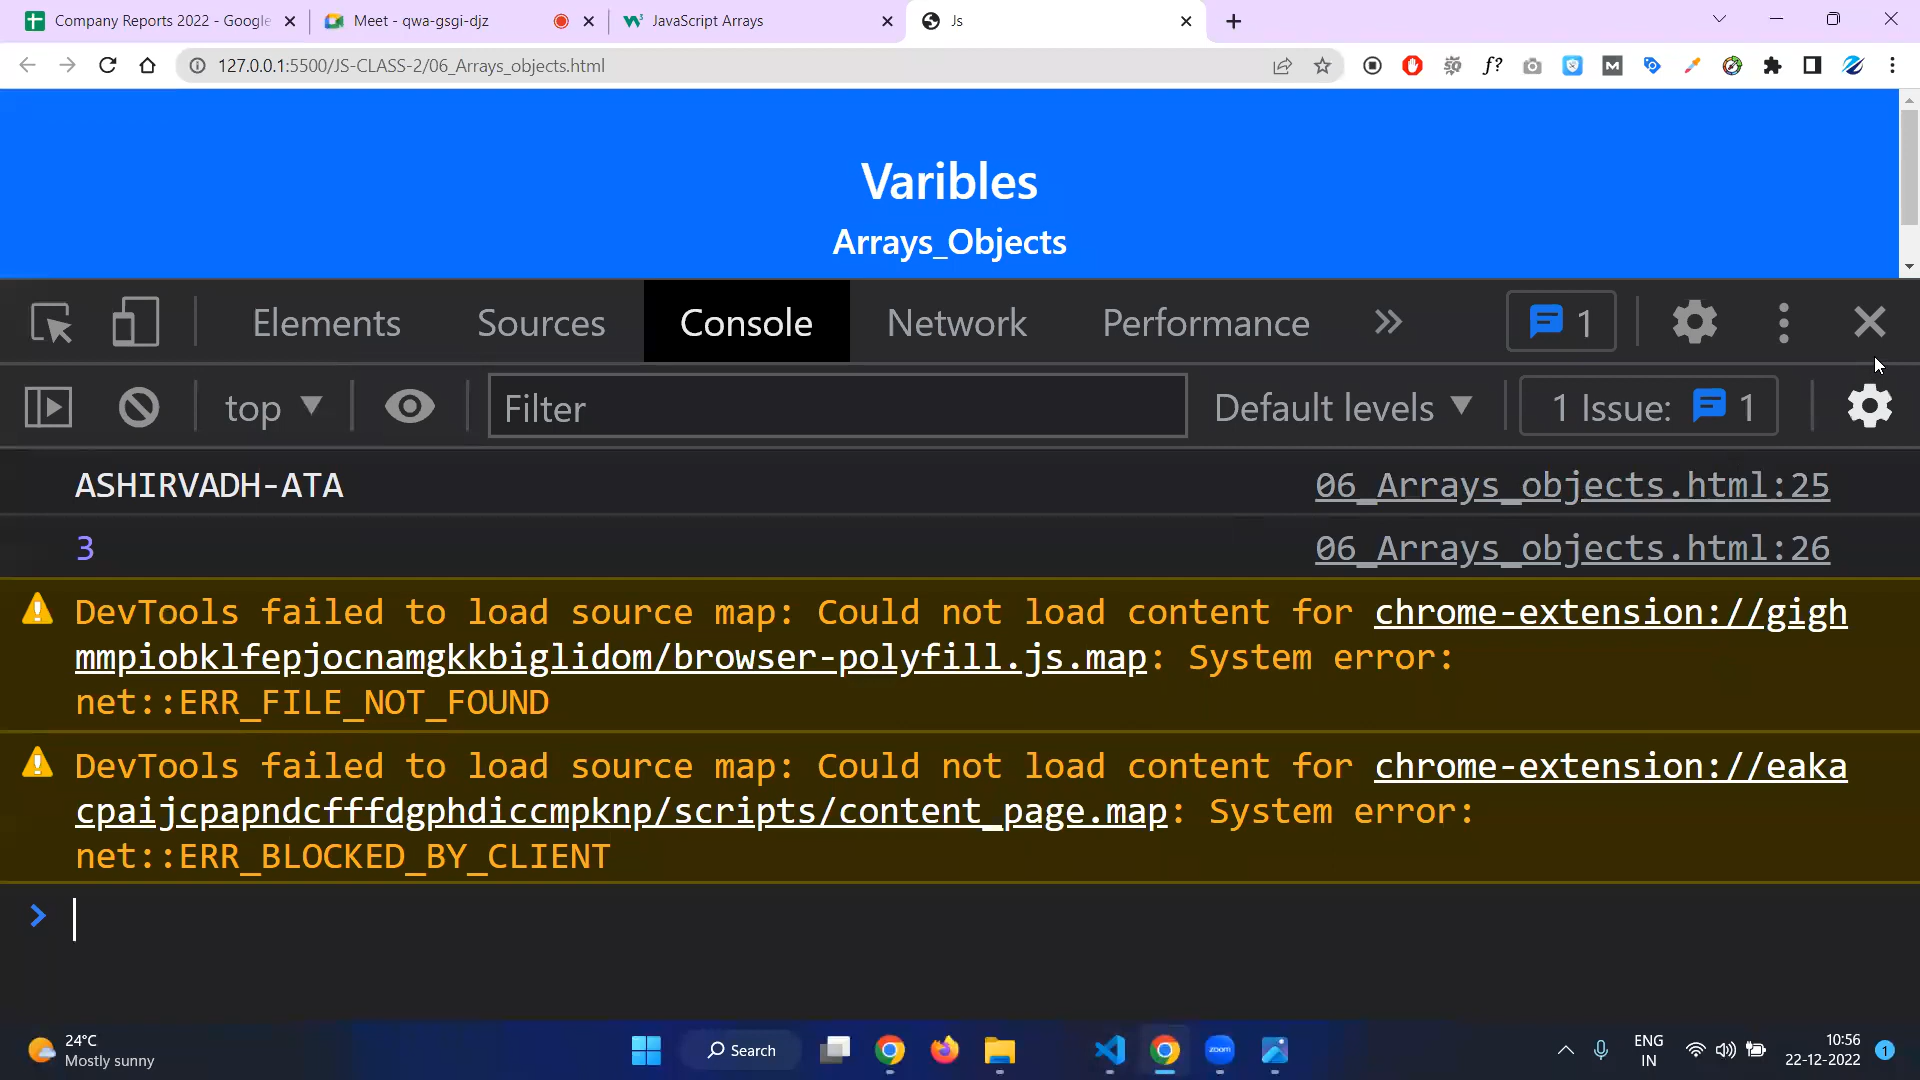 Company Reports 2022 - Google
Meet - qwa-gsgi-djz
JavaScript Arrays
Js
127.0.0.1:5500/JS-CLASS-2/06_Arrays_objects.html
Varibles
Arrays_Objects
Elements Sources Console Network Performance 1
top Filter Default levels 1 Issue: 1
ASHIRVADH-ATA 06_Arrays_objects.html:25
3 06_Arrays_objects.html:26
DevTools failed to load source map: Could not load content for chrome-extension://gigh
mmpiobklfepjocnamgkkbiglidom/browser-polyfill.js.map: System error:
net::ERR_FILE_NOT_FOUND
DevTools failed to load source map: Could not load content for chrome-extension://eaka
cpaijcpapndcfffdgphdiccmpknp/scripts/content_page.map: System error:
net::ERR_BLOCKED_BY_CLIENT
24°C
Mostly sunny
Search
zoom
ENG
IN
10:56
22-12-2022
1